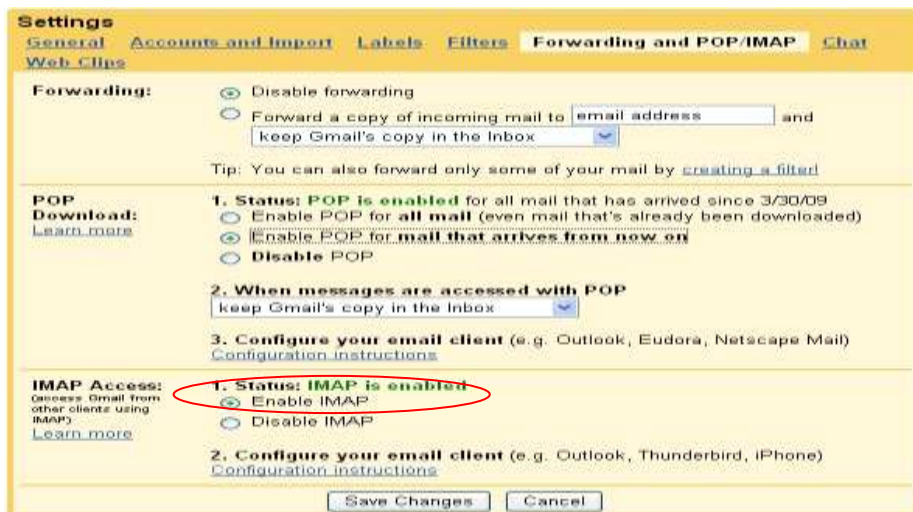 Settings
General Accounts and Import Labels Filters Forwarding and POP/IMAP Chat
Web Clips
Forwarding:
Disable forwarding
Forward a copy of incoming mail to email address and
keep Gmail's copy in the Inbox
Tip: You can also forward only some of your mail by creating a filter!
POP
Download:
Learn more
1. Status: POP is enabled for all mail that has arrived since 3/30/09
Enable POP for all mail (even mail that's already been downloaded)
Enable POP for mail that arrives from now on
Disable POP
2. When messages are accessed with POP
keep Gmail's copy in the Inbox
3. Configure your email client (e.g. Outlook, Eudora, Netscape Mail)
Configuration instructions
IMAP Access:
(access Gmail from
other clients using
IMAP)
Learn more
1. Status: IMAP is enabled
Enable IMAP
Disable IMAP
2. Configure your email client (e.g. Outlook, Thunderbird, iPhone)
Configuration instructions
Save Changes Cancel